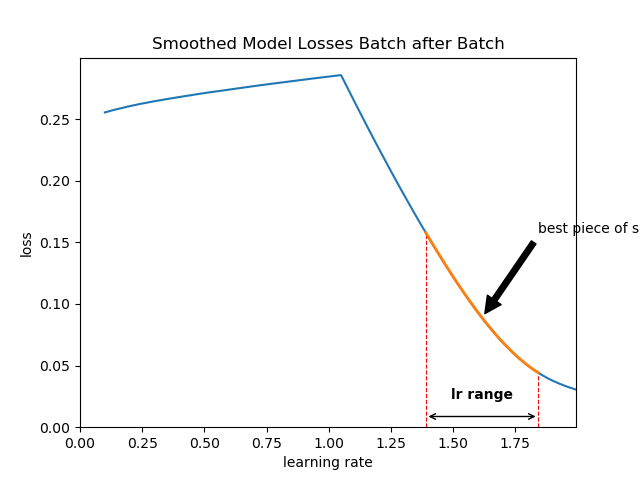 Smoothed Model Losses Batch after Batch
0.25
0.20
0.15
0.10
0.05
0.00
loss
best piece of s
lr range
0.00 0.25 0.50 0.75 1.00 1.25 1.50 1.75
learning rate